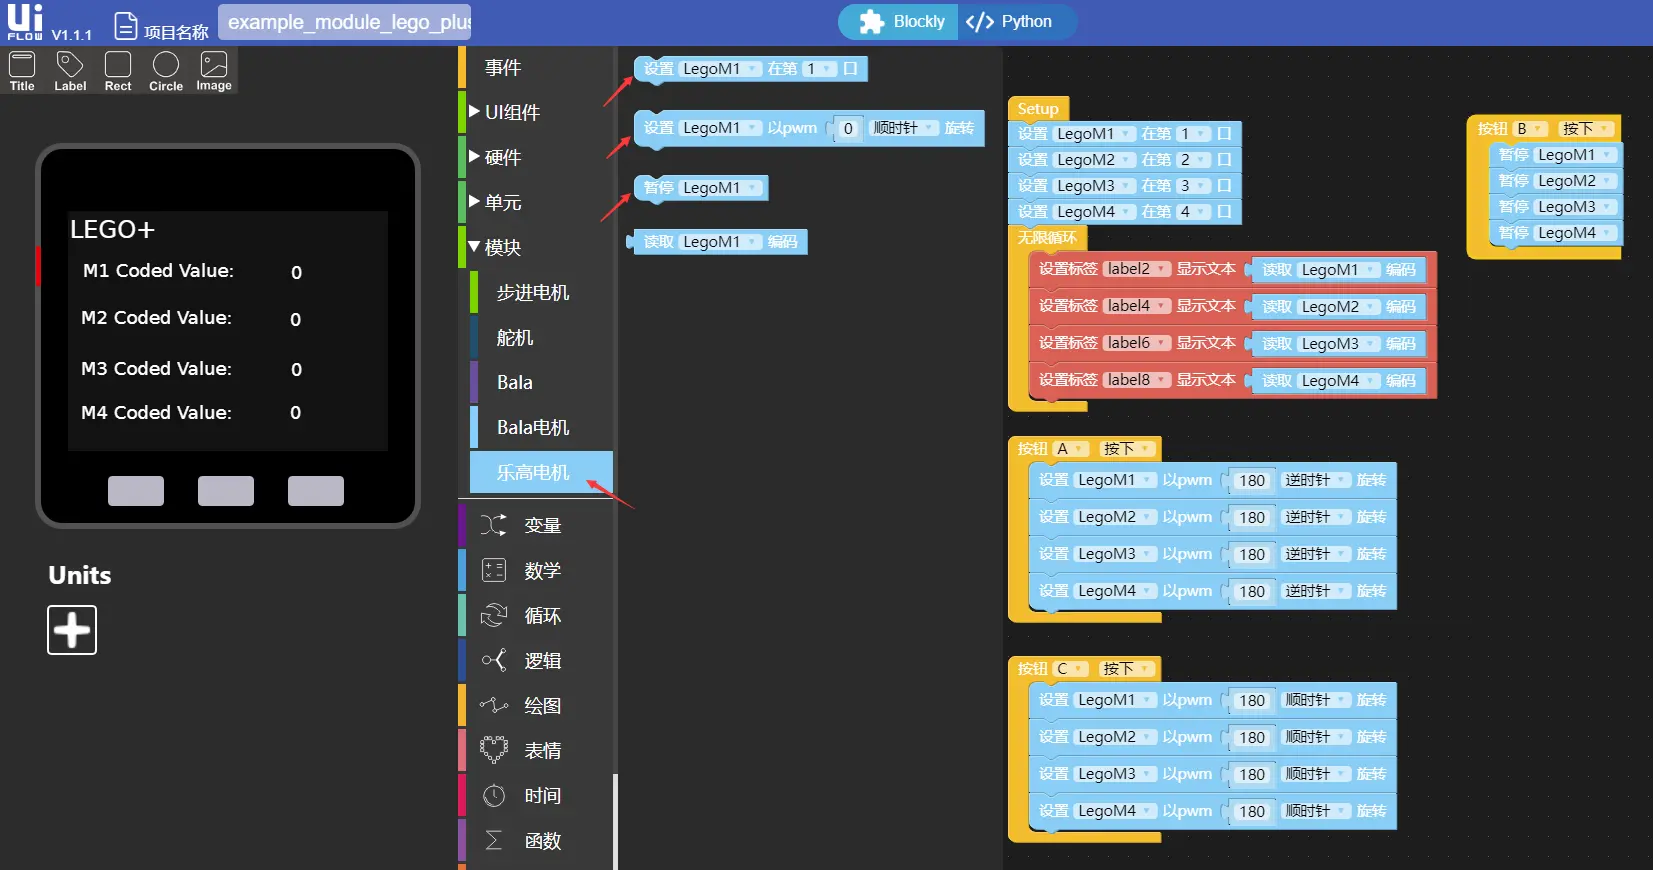 Ui FLOW V1.1.1 项目名称 example_module_lego_plus Blockly </> Python
Title Label Rect Circle Image
LEGO+
M1 Coded Value: 0
M2 Coded Value: 0
M3 Coded Value: 0
M4 Coded Value: 0
Units
事件
UI组件
硬件
单元
模块
步进电机
舵机
Bala
Bala电机
乐高电机
变量
数学
循环
逻辑
绘图
表情
时间
函数
设置 LegoM1 在第 1 口
设置 LegoM1 以pwm 0 顺时针 旋转
暂停 LegoM1
读取 LegoM1 编码
Setup
设置 LegoM1 在第 1 口
设置 LegoM2 在第 2 口
设置 LegoM3 在第 3 口
设置 LegoM4 在第 4 口
无限循环
设置标签 label2 显示文本 读取 LegoM1 编码
设置标签 label4 显示文本 读取 LegoM2 编码
设置标签 label6 显示文本 读取 LegoM3 编码
设置标签 label8 显示文本 读取 LegoM4 编码
按钮 A 按下
设置 LegoM1 以pwm 180 逆时针 旋转
设置 LegoM2 以pwm 180 逆时针 旋转
设置 LegoM3 以pwm 180 逆时针 旋转
设置 LegoM4 以pwm 180 逆时针 旋转
按钮 C 按下
设置 LegoM1 以pwm 180 顺时针 旋转
设置 LegoM2 以pwm 180 顺时针 旋转
设置 LegoM3 以pwm 180 顺时针 旋转
设置 LegoM4 以pwm 180 顺时针 旋转
按钮 B 按下
暂停 LegoM1
暂停 LegoM2
暂停 LegoM3
暂停 LegoM4